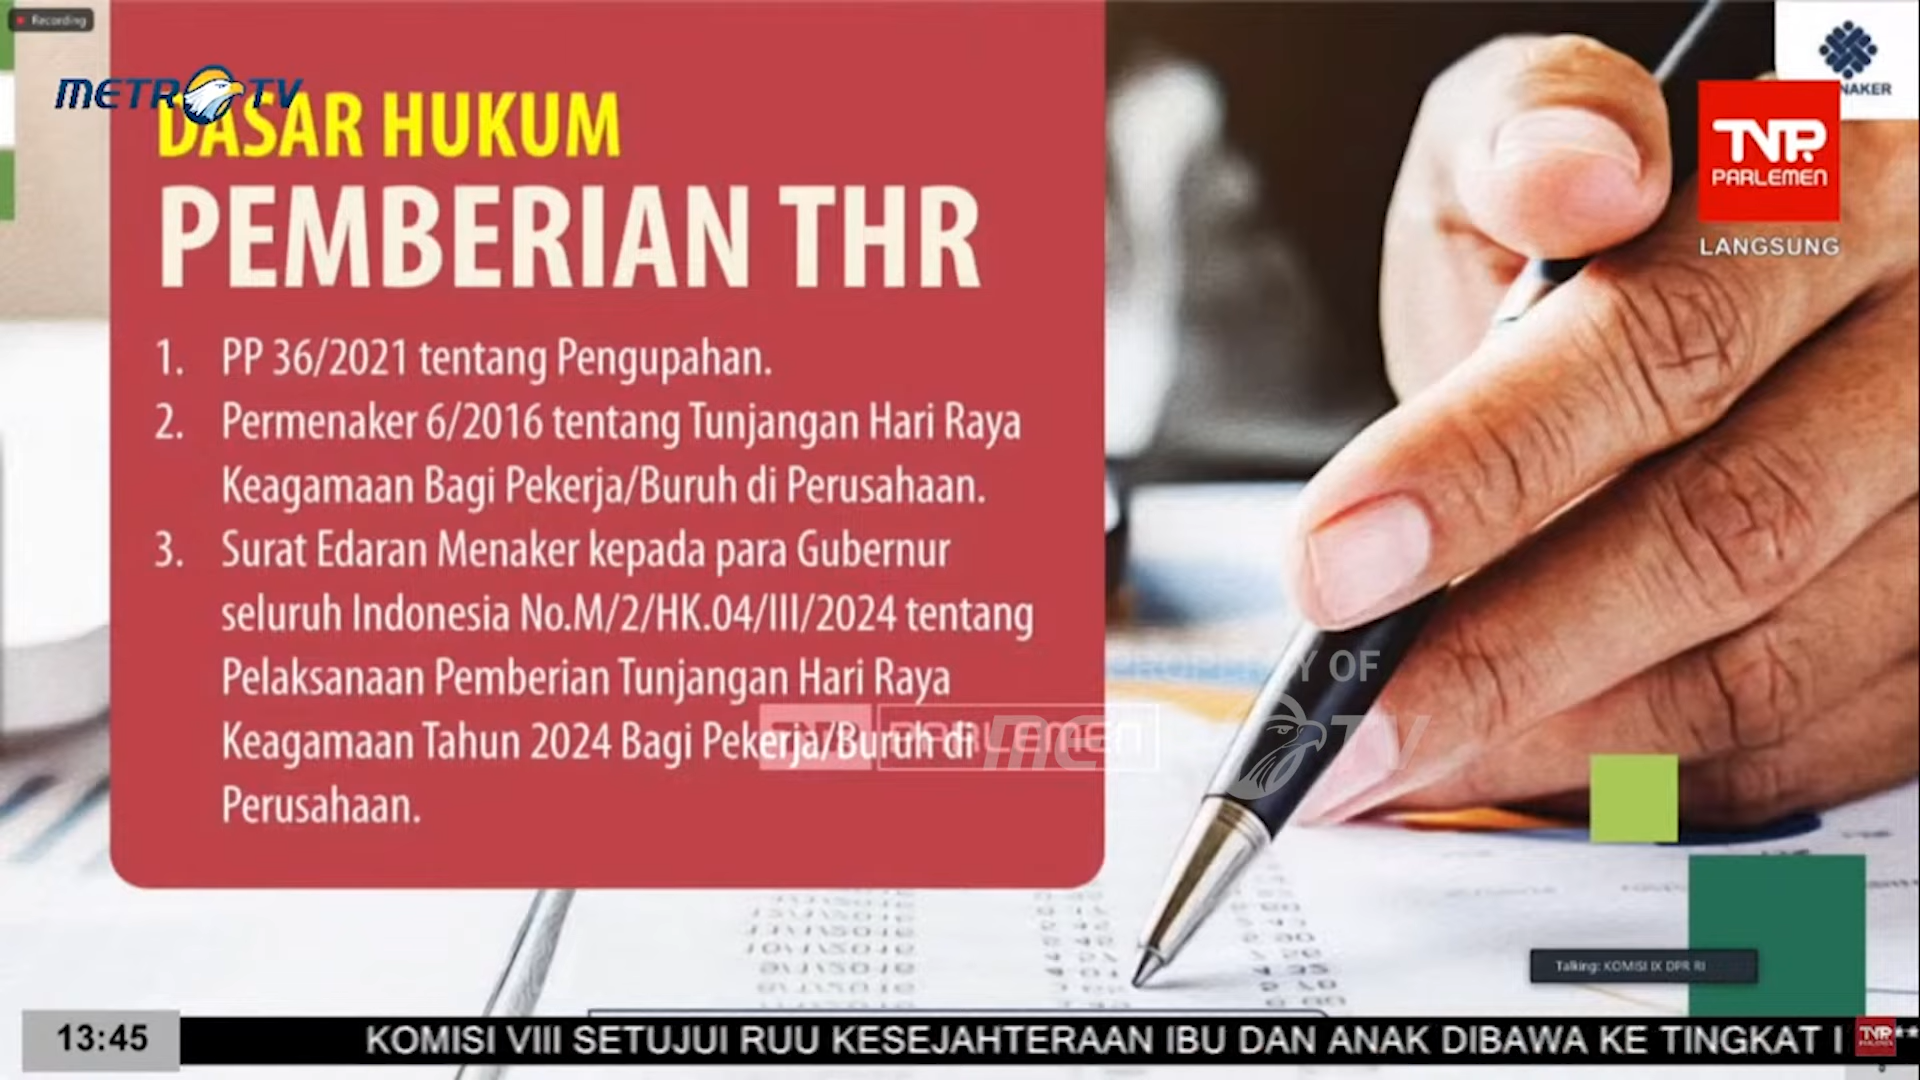 Recording
METRO TV
NAKER
DASAR HUKUM
PEMBERIAN THR
TVR
PARLEMEN
LANGSUNG
1. PP 36/2021 tentang Pengupahan.
2. Permenaker 6/2016 tentang Tunjangan Hari Raya
Keagamaan Bagi Pekerja/Buruh di Perusahaan.
3. Surat Edaran Menaker kepada para Gubernur
seluruh Indonesia No.M/2/HK.04/III/2024 tentang
Pelaksanaan Pemberian Tunjangan Hari Raya
Keagamaan Tahun 2024 Bagi Pekerja/Buruh di
Perusahaan.
OF
PARLEMEN
TV
Talking: KOMISI IX DPR RI
13:45
KOMISI VIII SETUJUI RUU KESEJAHTERAAN IBU DAN ANAK DIBAWA KE TINGKAT I